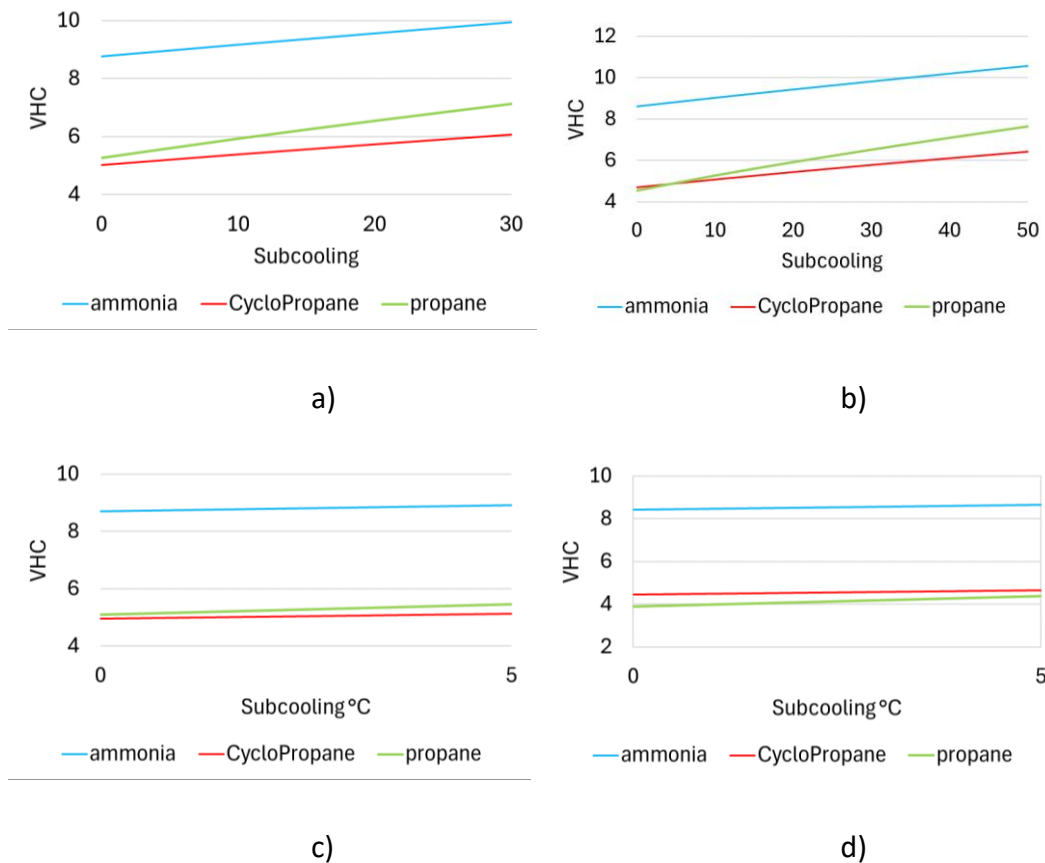 10
8
6
4
VHC
0 10 20 30
Subcooling
ammonia CycloPropane propane
a)
12
10
8
6
4
VHC
0 10 20 30 40 50
Subcooling
ammonia CycloPropane propane
b)
10
8
6
4
VHC
0 5
Subcooling °C
ammonia CycloPropane propane
c)
10
8
6
4
2
VHC
0 5
Subcooling °C
ammonia CycloPropane propane
d)